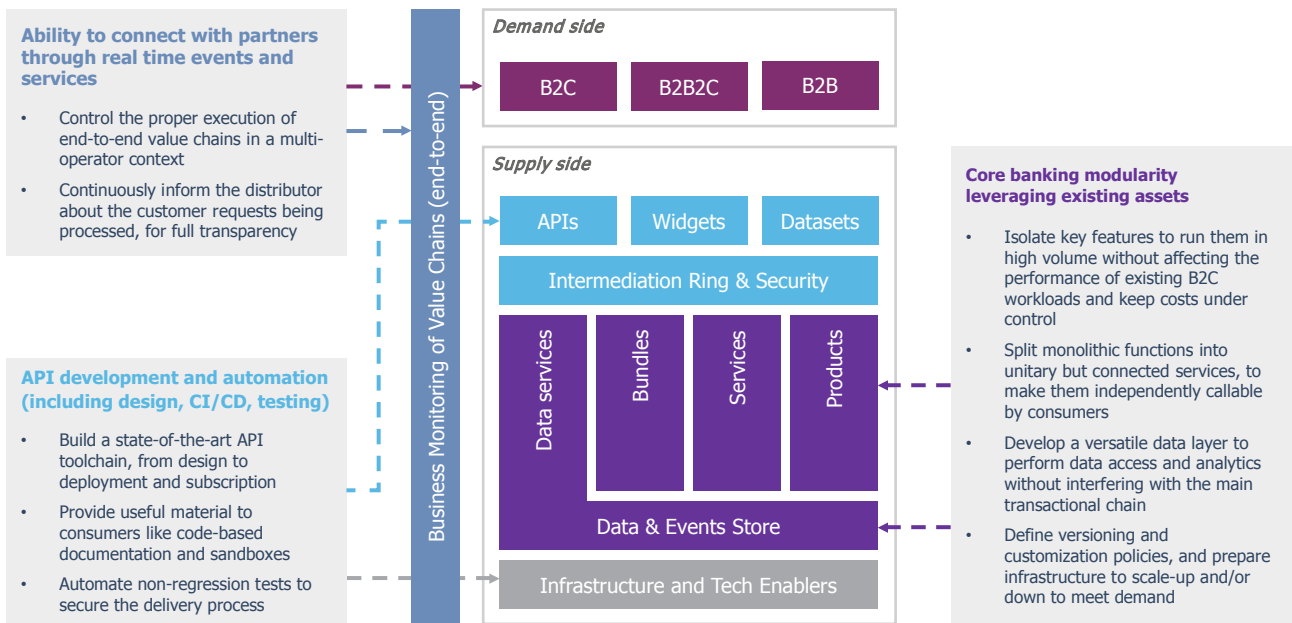 Ability to connect with partners
through real time events and
services
• Control the proper execution of
end-to-end value chains in a multi-
operator context
• Continuously inform the distributor
about the customer requests being
processed, for full transparency
API development and automation
(including design, CI/CD, testing)
• Build a state-of-the-art API
toolchain, from design to
deployment and subscription
• Provide useful material to
consumers like code-based
documentation and sandboxes
• Automate non-regression tests to
secure the delivery process
Business Monitoring of Value Chains (end-to-end)
Demand side
B2C
B2B2C
B2B
Supply side
APIs
Widgets
Datasets
Intermediation Ring & Security
Data services
Bundles
Services
Products
Data & Events Store
Infrastructure and Tech Enablers
Core banking modularity
leveraging existing assets
• Isolate key features to run them in
high volume without affecting the
performance of existing B2C
workloads and keep costs under
control
• Split monolithic functions into
unitary but connected services, to
make them independently callable
by consumers
• Develop a versatile data layer to
perform data access and analytics
without interfering with the main
transactional chain
• Define versioning and
customization policies, and prepare
infrastructure to scale-up and/or
down to meet demand